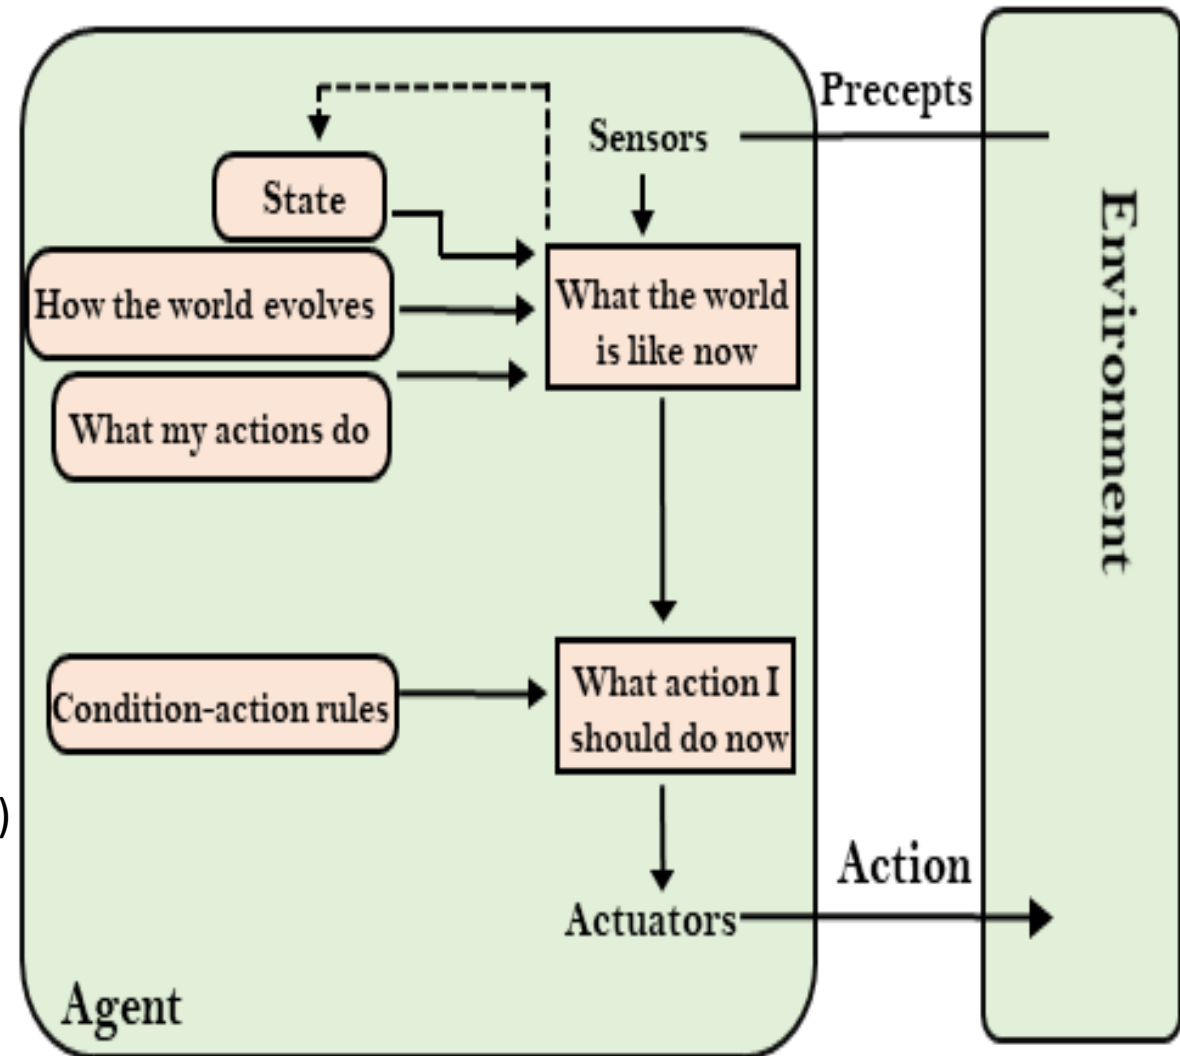 Precepts
Sensors
State
How the world evolves
What the world
is like now
What my actions do
Environment
Condition-action rules
What action I
should do now
)
Action
Actuators
Agent